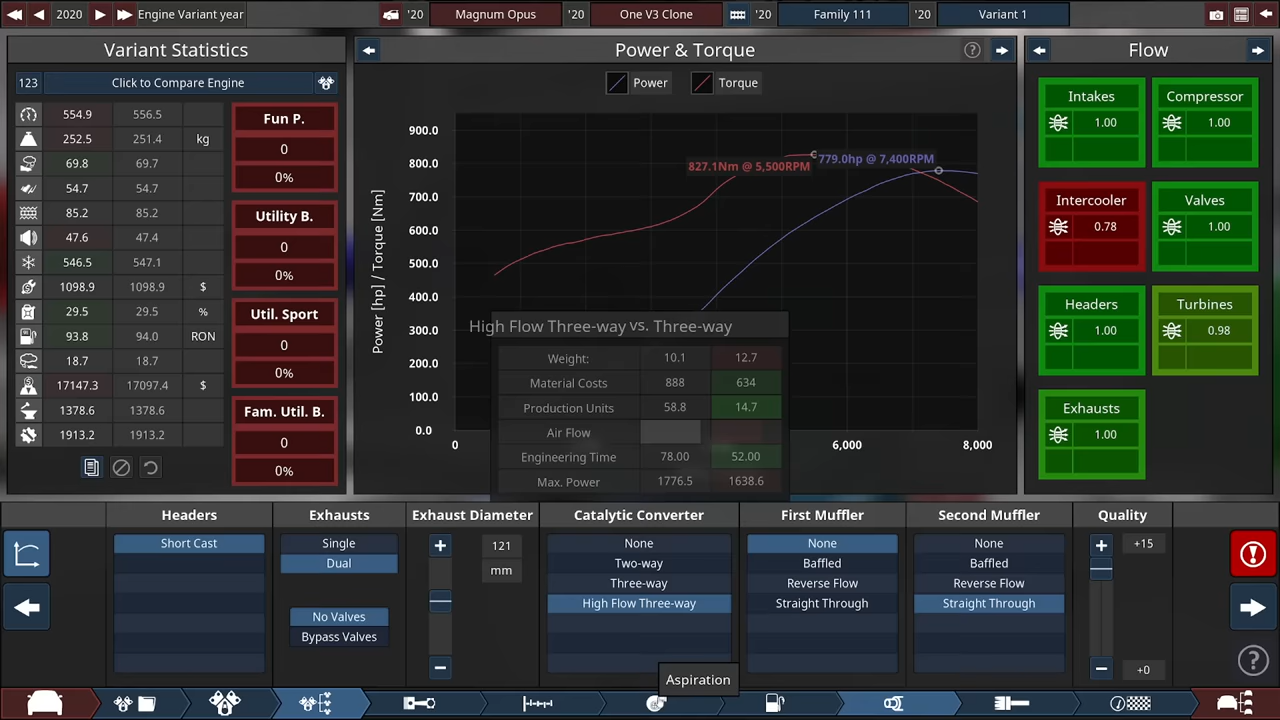 2020 Engine Variant year '20 Magnum Opus '20 One V3 Clone '20 Family 111 '20 Variant 1
Variant Statistics
123 Click to Compare Engine
554.9 556.5
252.5 251.4 kg
69.8 69.7
54.7 54.7
85.2 85.2
47.6 47.4
546.5 547.1
1098.9 1098.9 $
29.5 29.5 %
93.8 94.0 RON
18.7 18.7
17147.3 17097.4 $
1378.6 1378.6
1913.2 1913.2
Fun P.
0
0%
Utility B.
0
0%
Util. Sport
0
0%
Fam. Util. B.
0
0%
Power & Torque
?
Power Torque
Power [hp] / Torque [Nm]
900.0
800.0
700.0
600.0
500.0
400.0
300.0
200.0
100.0
0.0
0 6,000 8,000
827.1Nm @ 5,500RPM
779.0hp @ 7,400RPM
High Flow Three-way vs. Three-way
Weight: 10.1 12.7
Material Costs 888 634
Production Units 58.8 14.7
Air Flow
Engineering Time 78.00 52.00
Max. Power 1776.5 1638.6
Flow
Intakes
1.00
Compressor
1.00
Intercooler
0.78
Valves
1.00
Headers
1.00
Turbines
0.98
Exhausts
1.00
Headers
Short Cast
Exhausts
Single
Dual
No Valves
Bypass Valves
Exhaust Diameter
+ 121
mm
−
Catalytic Converter
None
Two-way
Three-way
High Flow Three-way
First Muffler
None
Baffled
Reverse Flow
Straight Through
Second Muffler
None
Baffled
Reverse Flow
Straight Through
Quality
+ +15
− +0
?
Aspiration